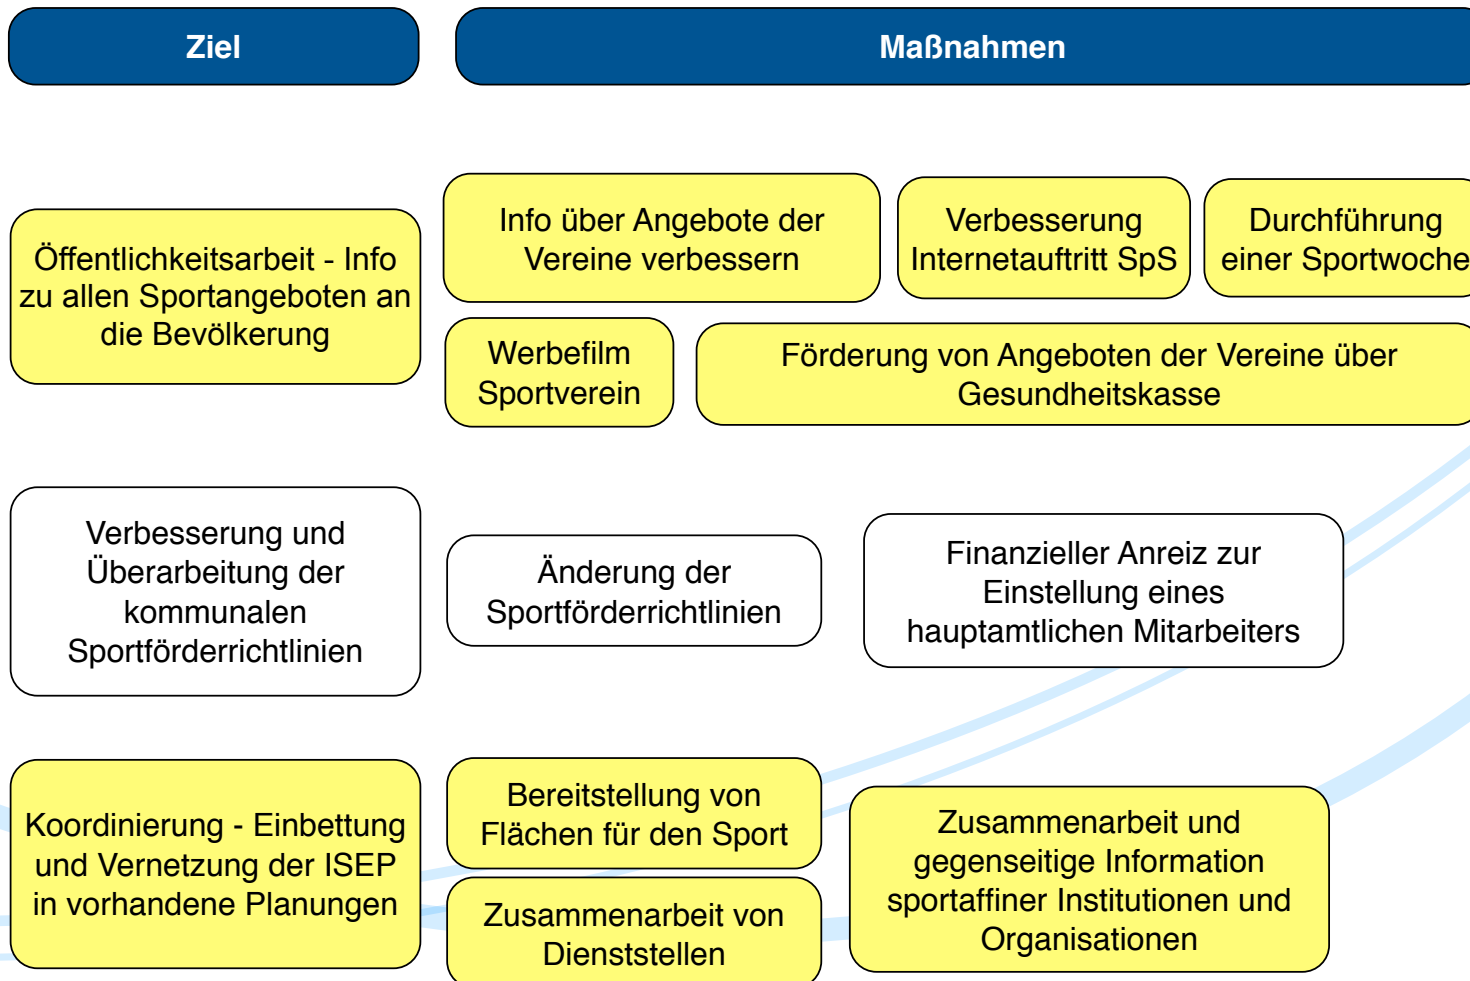 Ziel
Maßnahmen
Öffentlichkeitsarbeit - Info
zu allen Sportangeboten an
die Bevölkerung
Info über Angebote der
Vereine verbessern
Verbesserung
Internetauftritt SpS
Durchführung
einer Sportwoche
Werbefilm
Sportverein
Förderung von Angeboten der Vereine über
Gesundheitskasse
Verbesserung und
Überarbeitung der
kommunalen
Sportförderrichtlinien
Änderung der
Sportförderrichtlinien
Finanzieller Anreiz zur
Einstellung eines
hauptamtlichen Mitarbeiters
Koordinierung - Einbettung
und Vernetzung der ISEP
in vorhandene Planungen
Bereitstellung von
Flächen für den Sport
Zusammenarbeit von
Dienststellen
Zusammenarbeit und
gegenseitige Information
sportaffiner Institutionen und
Organisationen